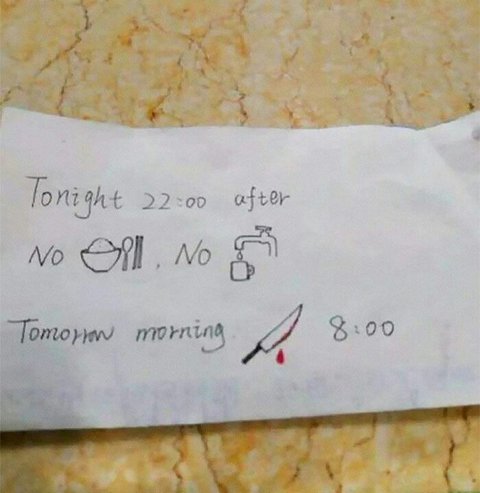 Tonight 22:00 after
No , No
Tomorrow morning 8:00